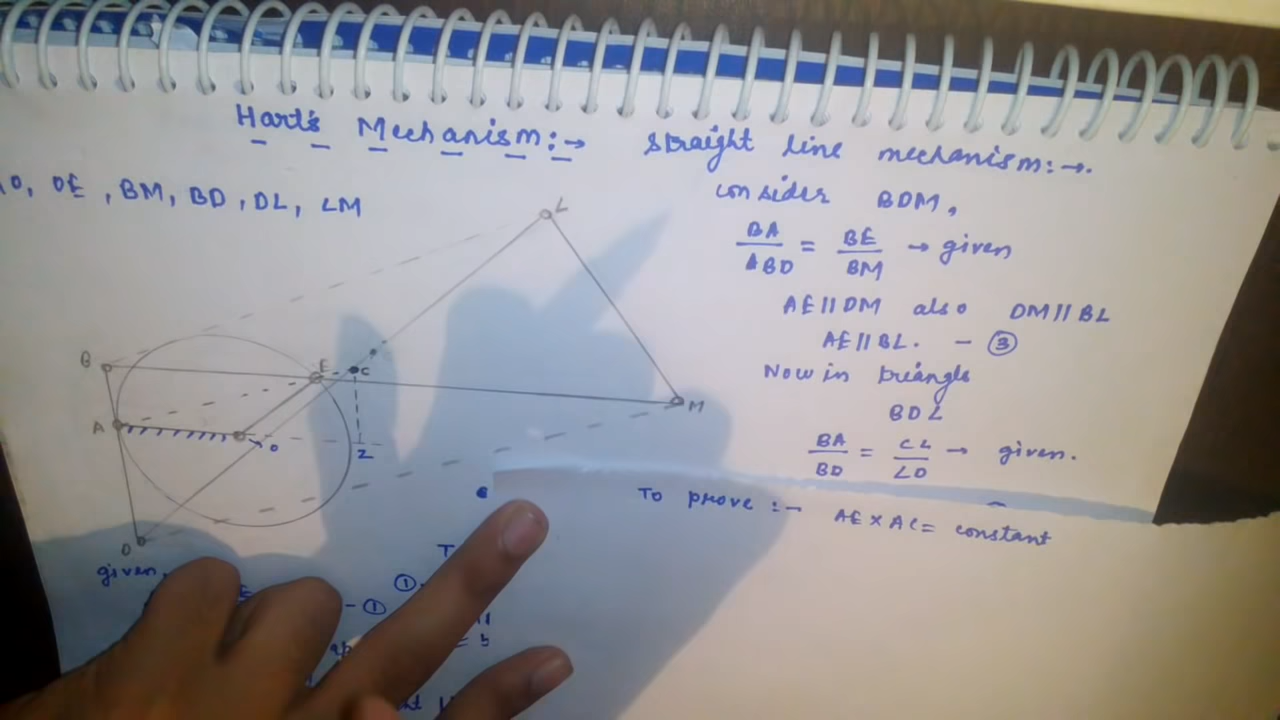 Hart's Mechanism:→ straight line mechanism:→.
O, OE, BM, BD, DL, LM
consider BDM,
BA/ABD = BE/BM → given
AE||DM also DM||BL
AE||BL. - ③
Now in triangle
BDL
BA/BD = CL/LD → given.
To prove :→ AE×AC= constant
L
B
E
C
M
A
O
Z
D
given
E
- ①
①
T